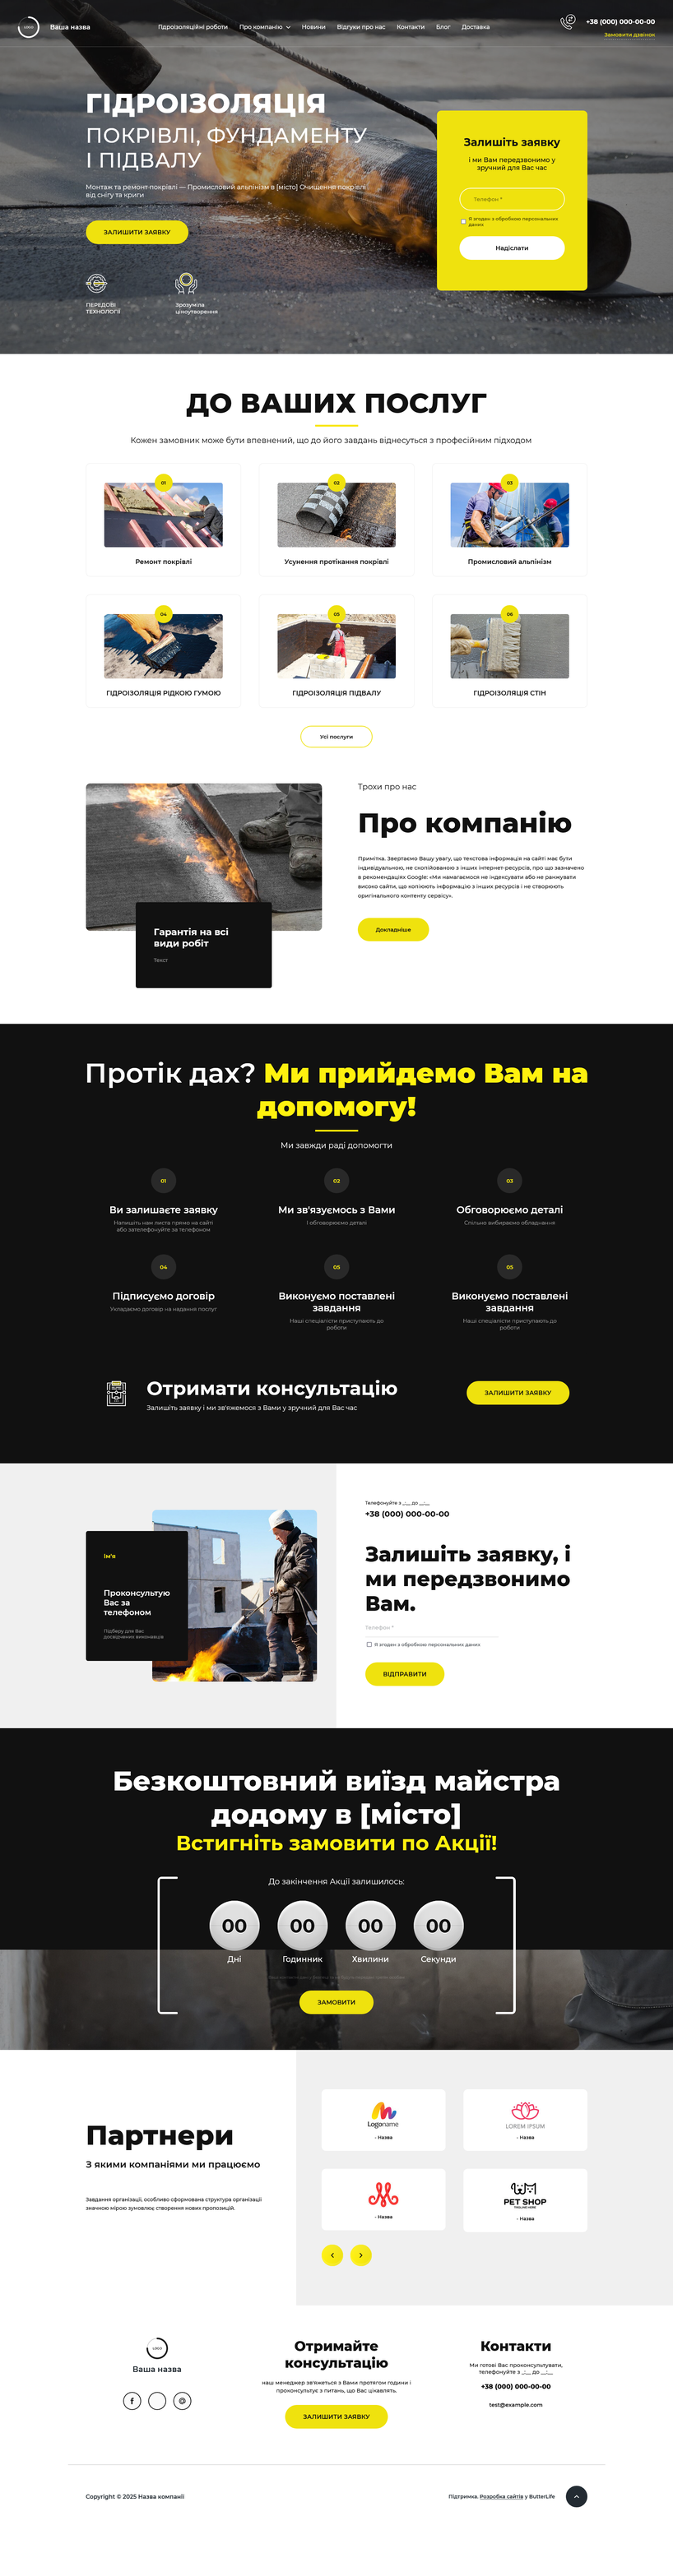 Ваша назва
Гідроізоляційні роботи Про компанію Новини Відгуки про нас Контакти Блог Доставка
+38 (000) 000-00-00
Замовити дзвінок
ГІДРОІЗОЛЯЦІЯ
ПОКРІВЛІ, ФУНДАМЕНТУ
І ПІДВАЛУ
Монтаж та ремонт покрівлі — Промисловий альпінізм в [місто] Очищення покрівлі
від снігу та криги
ЗАЛИШИТИ ЗАЯВКУ
ПЕРЕДОВІ
ТЕХНОЛОГІЇ
Зрозуміла
ціноутворення
Залишіть заявку
і ми Вам передзвонимо у
зручний для Вас час
Телефон *
Я згоден з обробкою персональних
даних
Надіслати
ДО ВАШИХ ПОСЛУГ
Кожен замовник може бути впевнений, що до його завдань віднесуться з професійним підходом
01
Ремонт покрівлі
02
Усунення протікання покрівлі
03
Промисловий альпінізм
04
ГІДРОІЗОЛЯЦІЯ РІДКОЮ ГУМОЮ
05
ГІДРОІЗОЛЯЦІЯ ПІДВАЛУ
06
ГІДРОІЗОЛЯЦІЯ СТІН
Усі послуги
Гарантія на всі
види робіт
Текст
Трохи про нас
Про компанію
Примітка. Звертаємо Вашу увагу, що текстова інформація на сайті має бути
індивідуальною, не скопійованою з інших інтернет-ресурсів, про що зазначено
в рекомендаціях Google: «Ми намагаємося не індексувати або не ранжувати
високо сайти, що копіюють інформацію з інших ресурсів і не створюють
оригінального контенту сервісу».
Докладніше
Протік дах? Ми прийдемо Вам на
допомогу!
Ми завжди раді допомогти
01
Ви залишаєте заявку
Напишіть нам листа прямо на сайті
або зателефонуйте за телефоном
02
Ми зв'язуємось з Вами
І обговорюємо деталі
03
Обговорюємо деталі
Спільно вибираємо обладнання
04
Підписуємо договір
Укладаємо договір на надання послуг
05
Виконуємо поставлені
завдання
Наші спеціалісти приступають до
роботи
05
Виконуємо поставлені
завдання
Наші спеціалісти приступають до
роботи
Отримати консультацію
Залишіть заявку і ми зв'яжемося з Вами у зручний для Вас час
ЗАЛИШИТИ ЗАЯВКУ
Ім'я
Проконсультую
Вас за
телефоном
Підберу для Вас
досвідчених виконавців
Телефонуйте з _:__ до __:__
+38 (000) 000-00-00
Залишіть заявку, і
ми передзвонимо
Вам.
Телефон *
Я згоден з обробкою персональних даних
ВІДПРАВИТИ
Безкоштовний виїзд майстра
додому в [місто]
Встигніть замовити по Акції!
До закінчення Акції залишилось:
00 00 00 00
Дні Годинник Хвилини Секунди
ЗАМОВИТИ
Партнери
З якими компаніями ми працюємо
Завдання організації, особливо сформована структура організації
значною мірою зумовлює створення нових пропозицій.
Logoname
- Назва
LOREM IPSUM
- Назва
- Назва
PET SHOP
TAGLINE HERE
- Назва
Ваша назва
Отримайте
консультацію
наш менеджер зв'яжеться з Вами протягом години і
проконсультує з питань, що Вас цікавлять.
ЗАЛИШИТИ ЗАЯВКУ
Контакти
Ми готові Вас проконсультувати,
телефонуйте з _:__ до __:__
+38 (000) 000-00-00
test@example.com
Copyright © 2025 Назва компанії
Підтримка. Розробка сайтів у ButterLife